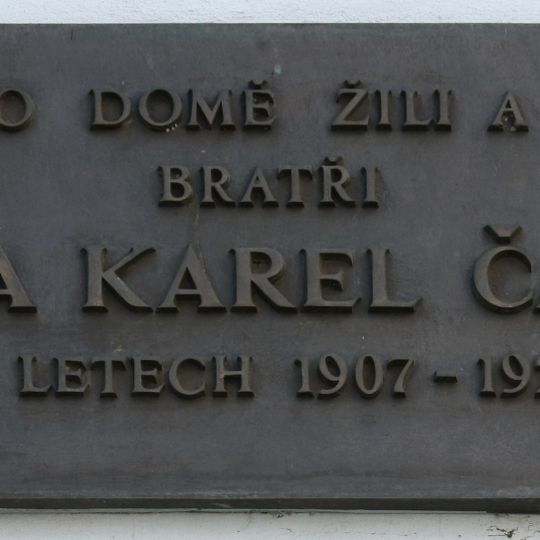 DOMĚ ŽILI A
BRATŘI
A KAREL
LETECH 1907 –